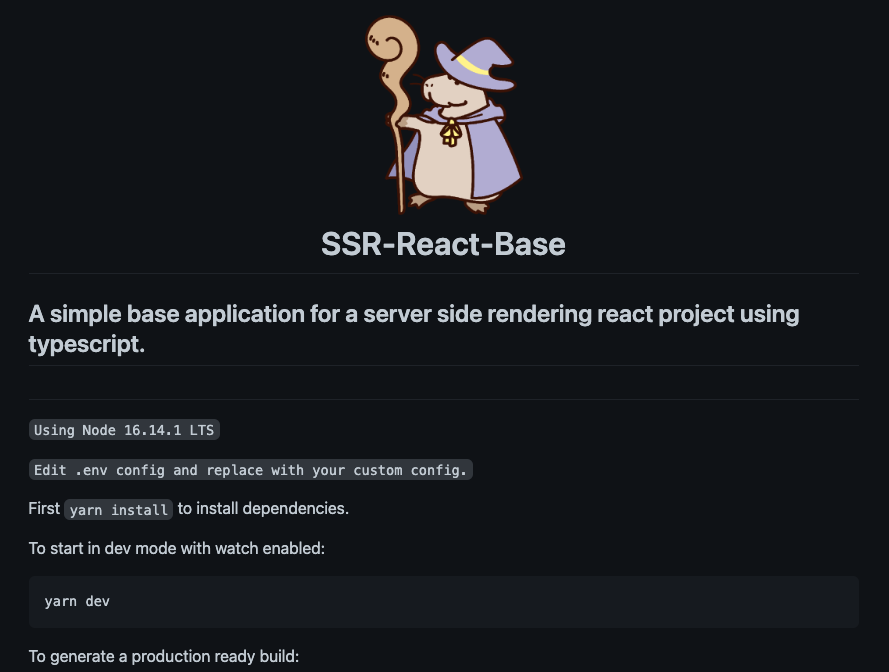 SSR-React-Base
A simple base application for a server side rendering react project using
typescript.
Using Node 16.14.1 LTS
Edit .env config and replace with your custom config.
First yarn install to install dependencies.
To start in dev mode with watch enabled:
yarn dev
To generate a production ready build: